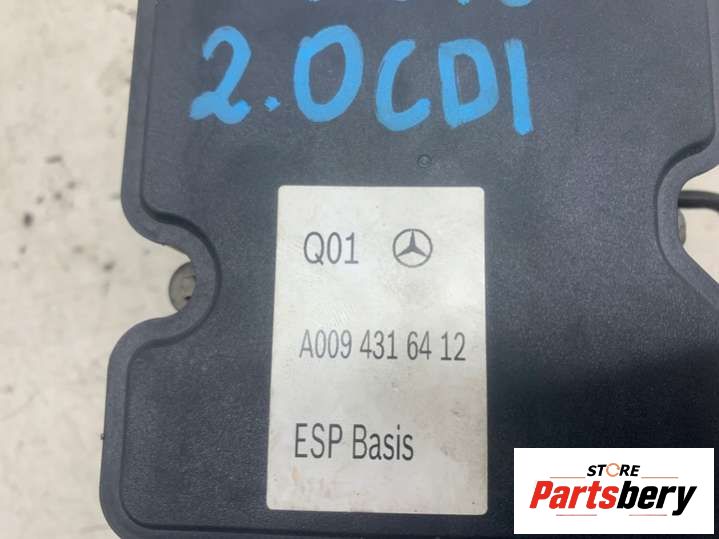 2.0CDI
Q01
A009 431 64 12
ESP Basis
STORE
Partsbery